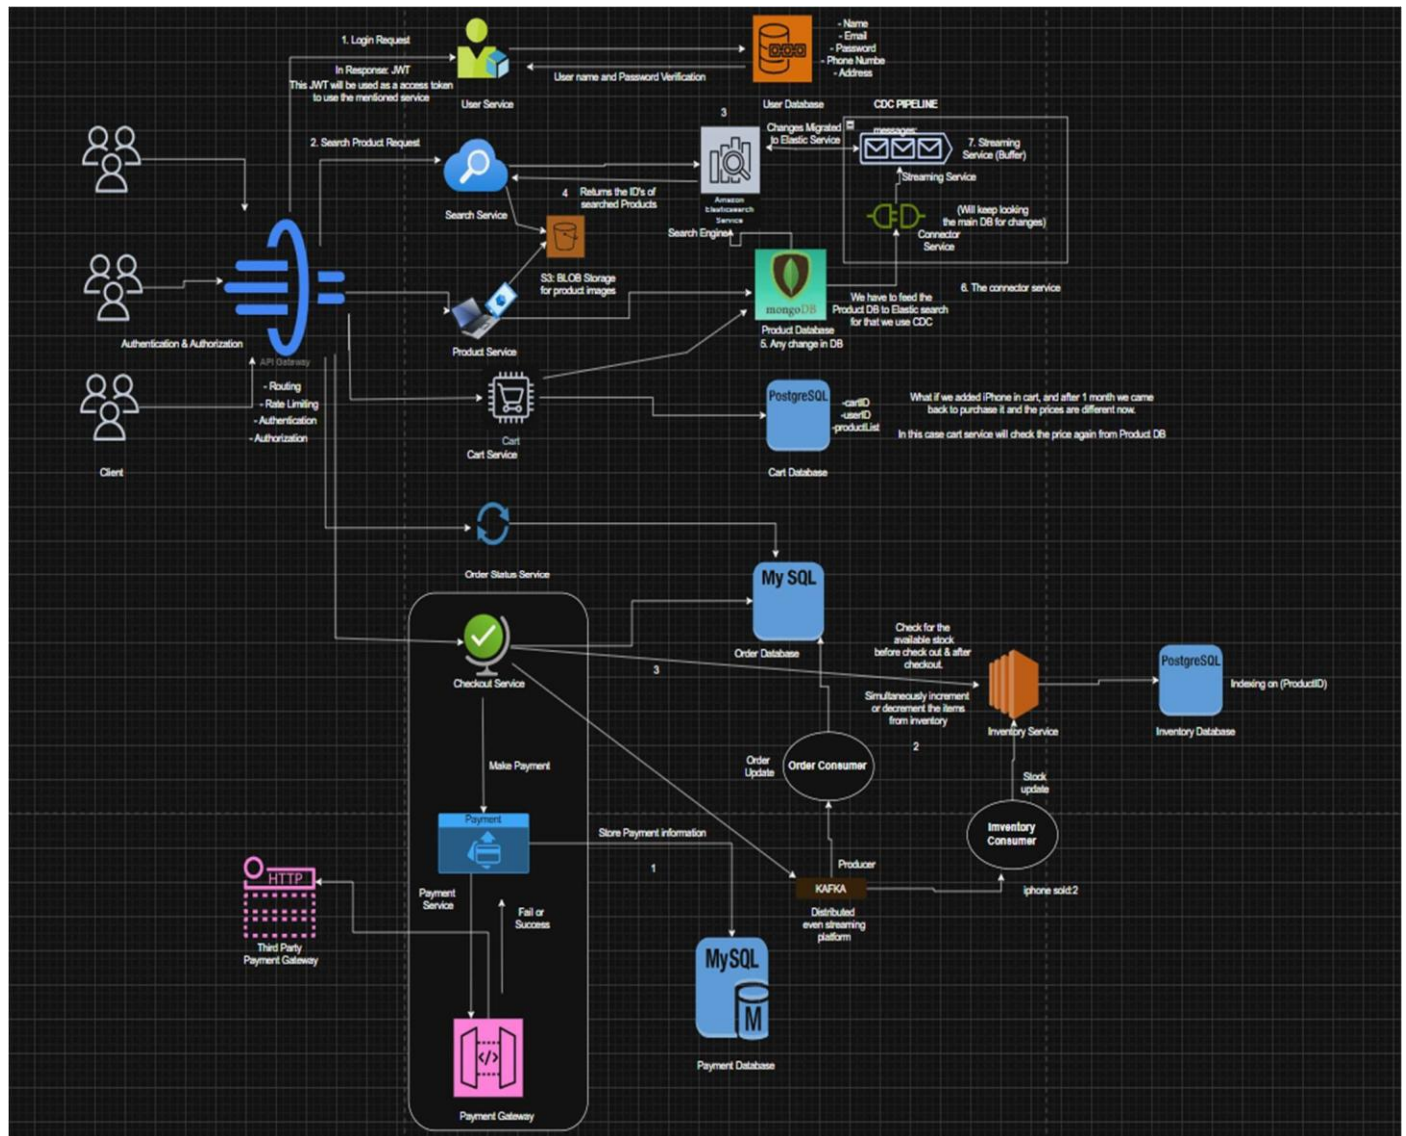 1. Login Request
In Response: JWT
This JWT will be used as a access token
to use the mentioned service
User Service
User name and Password Verification
- Name
- Email
- Password
- Phone Numbe
- Address
User Database
CDC PIPELINE
2. Search Product Request
Search Service
3
Changes Migrated
to Elastic Service
messages:
7. Streaming
Service (Buffer)
Streaming Service
(Will keep looking
the main DB for changes)
Connector
Service
4
Returns the ID's of
searched Products
Amazon
Elasticsearch
Service
Search Engine
S3: BLOB Storage
for product images
6. The connector service
We have to feed the
Product DB to Elastic search
for that we use CDC
mongoDB
Product Database
5. Any change in DB
Product Service
Authentication & Authorization
API Gateway
- Routing
- Rate Limiting
- Authentication
- Authorization
Client
Cart
Cart Service
PostgreSQL
-cartID
-userID
-productList
Cart Database
What if we added iPhone in cart, and after 1 month we came
back to purchase it and the prices are different now.
In this case cart service will check the price again from Product DB
Order Status Service
My SQL
Order Database
Checkout Service
3
Check for the
available stock
before check out & after
checkout.
Simultaneously increment
or decrement the items
from inventory
2
Inventory Service
PostgreSQL
Indexing on (ProductID)
Inventory Database
Make Payment
Order
Update
Order Consumer
Stock
update
Imventory
Consumer
Payment
Store Payment information
1
Producer
KAFKA
Distributed
even streaming
platform
iphone sold:2
Payment
Service
Fail or
Success
HTTP
Third Party
Payment Gateway
MySQL
M
Payment Database
</>
Payment Gateway